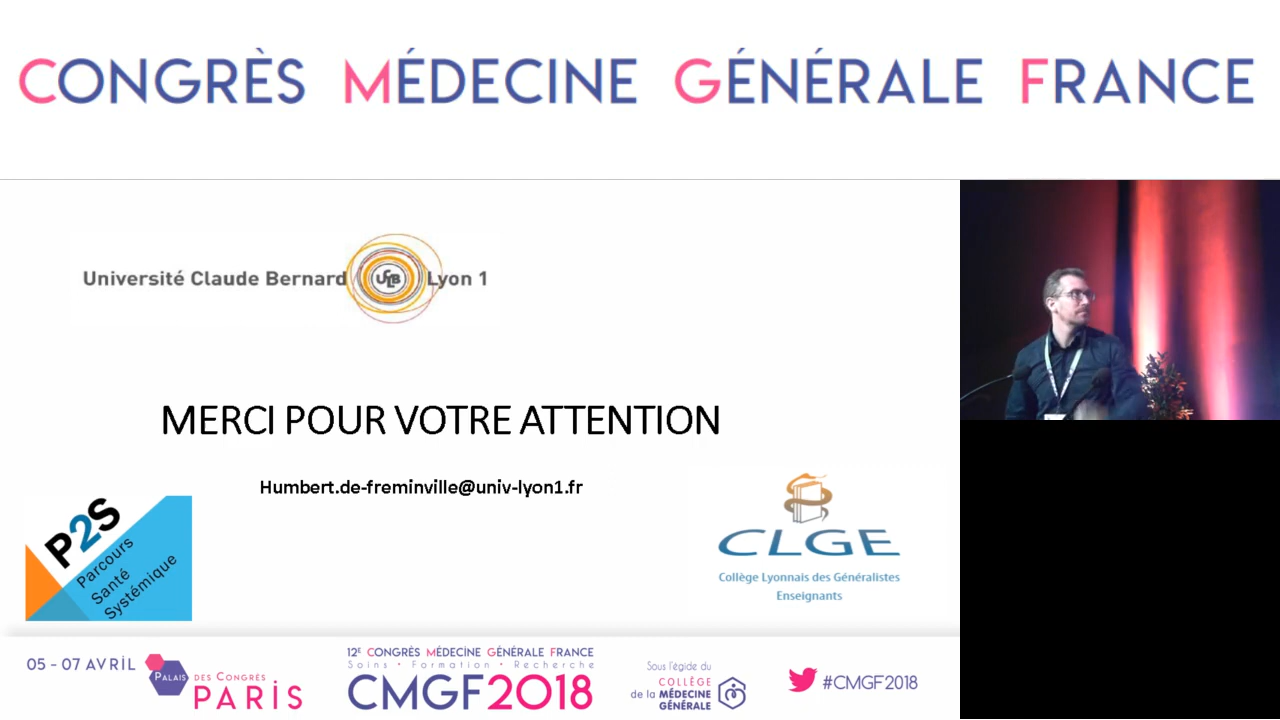 CONGRÈS MÉDECINE GÉNÉRALE FRANCE
Université Claude Bernard UCBL Lyon 1
MERCI POUR VOTRE ATTENTION
Humbert.de-freminville@univ-lyon1.fr
P2S
Parcours
Santé
Systémique
CLGE
Collège Lyonnais des Généralistes
Enseignants
05 - 07 AVRIL
PALAIS DES CONGRÈS
PARIS
12E CONGRÈS MÉDECINE GÉNÉRALE FRANCE
Soins • Formation • Recherche
CMGF2018
Sous l'égide du
COLLÈGE
de la MÉDECINE
GÉNÉRALE
#CMGF2018